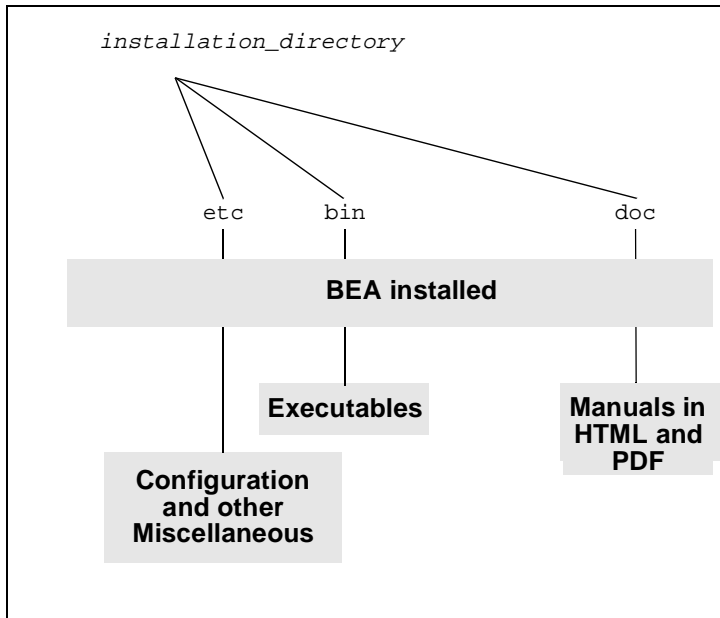 installation_directory
etc bin doc
BEA installed
Executables
Manuals in
HTML and
PDF
Configuration
and other
Miscellaneous